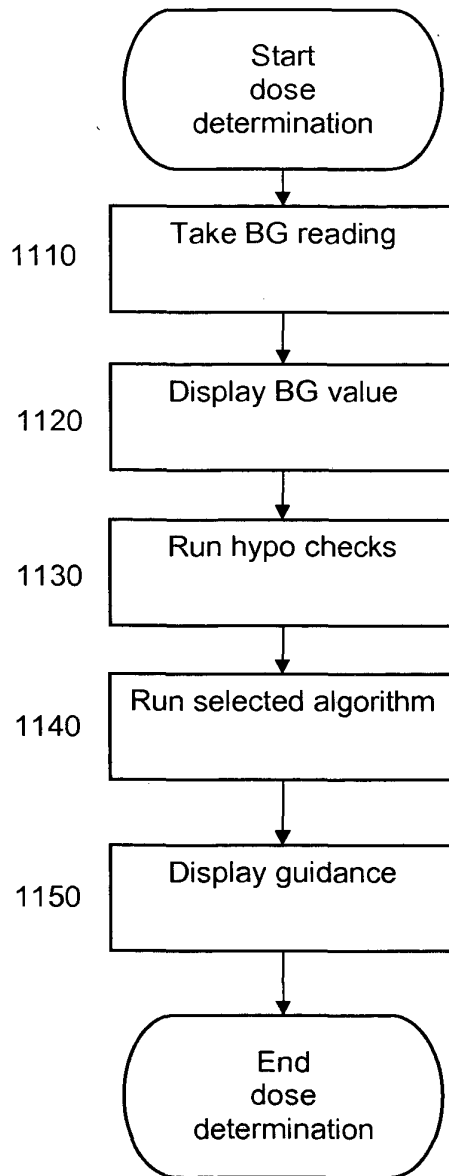 Start
dose
determination
1110
Take BG reading
1120
Display BG value
1130
Run hypo checks
1140
Run selected algorithm
1150
Display guidance
End
dose
determination